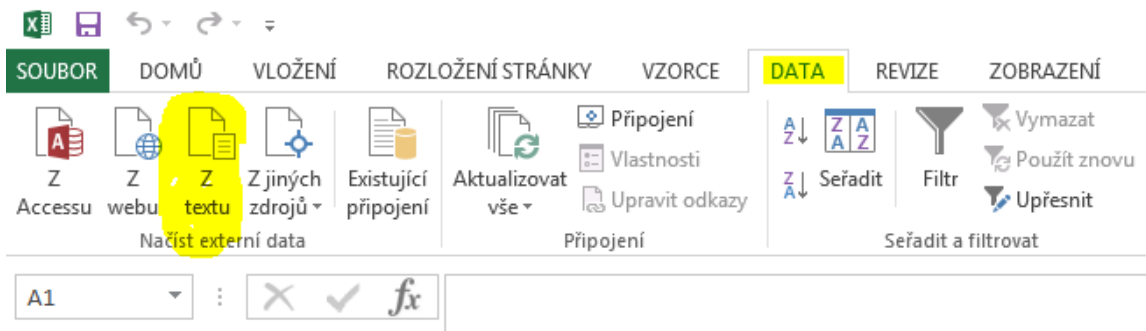 SOUBOR DOMŮ VLOŽENÍ ROZLOŽENÍ STRÁNKY VZORCE DATA REVIZE ZOBRAZENÍ
Z Accessu
Z webu
Z textu
Z jiných zdrojů
Existující připojení
Načíst externí data
Aktualizovat vše
Připojení
Vlastnosti
Upravit odkazy
Připojení
Seřadit
Filtr
Vymazat
Použít znovu
Upřesnit
Seřadit a filtrovat
A1
fx